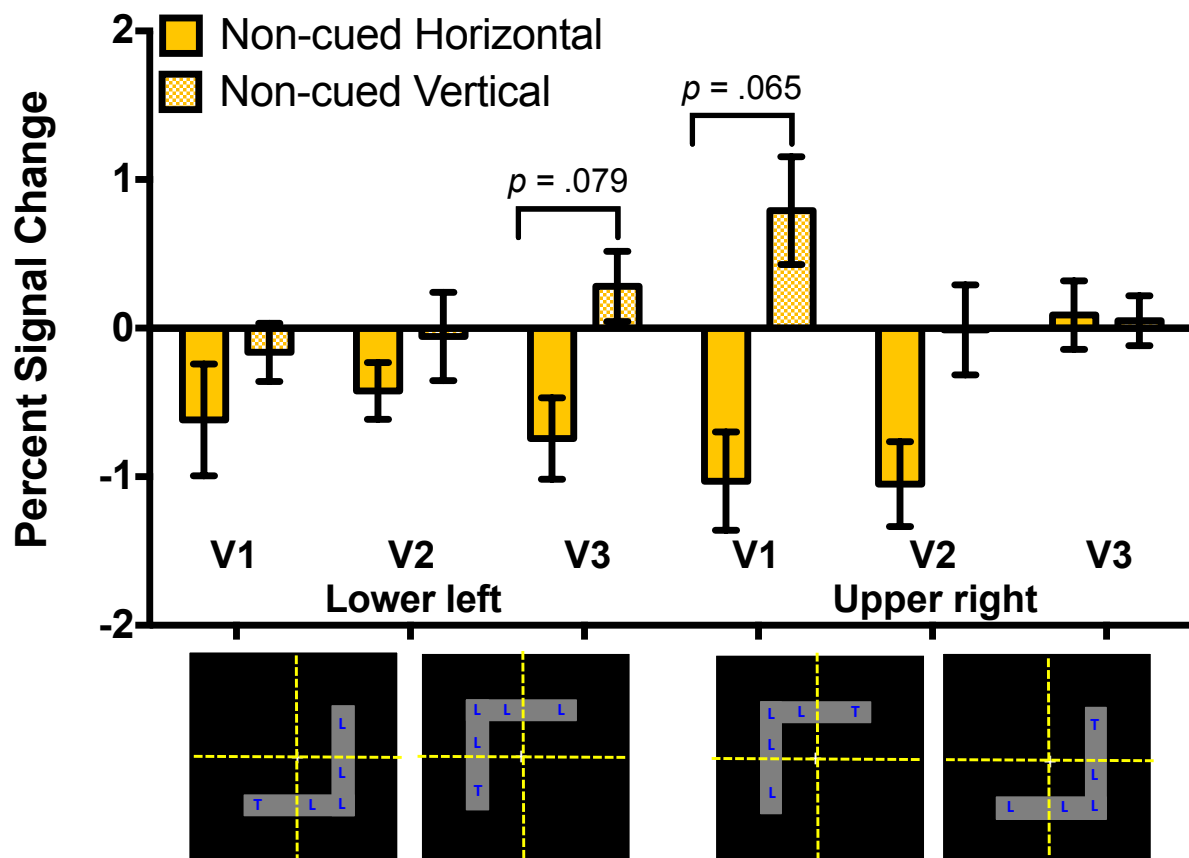 2
Non-cued Horizontal
Non-cued Vertical
p = .065
p = .079
1
0
-1
-2
Percent Signal Change
V1 V2 V3 V1 V2 V3
Lower left Upper right
L
L
T L L
L L L
L
T
L L T
L
L
T
L
L L L